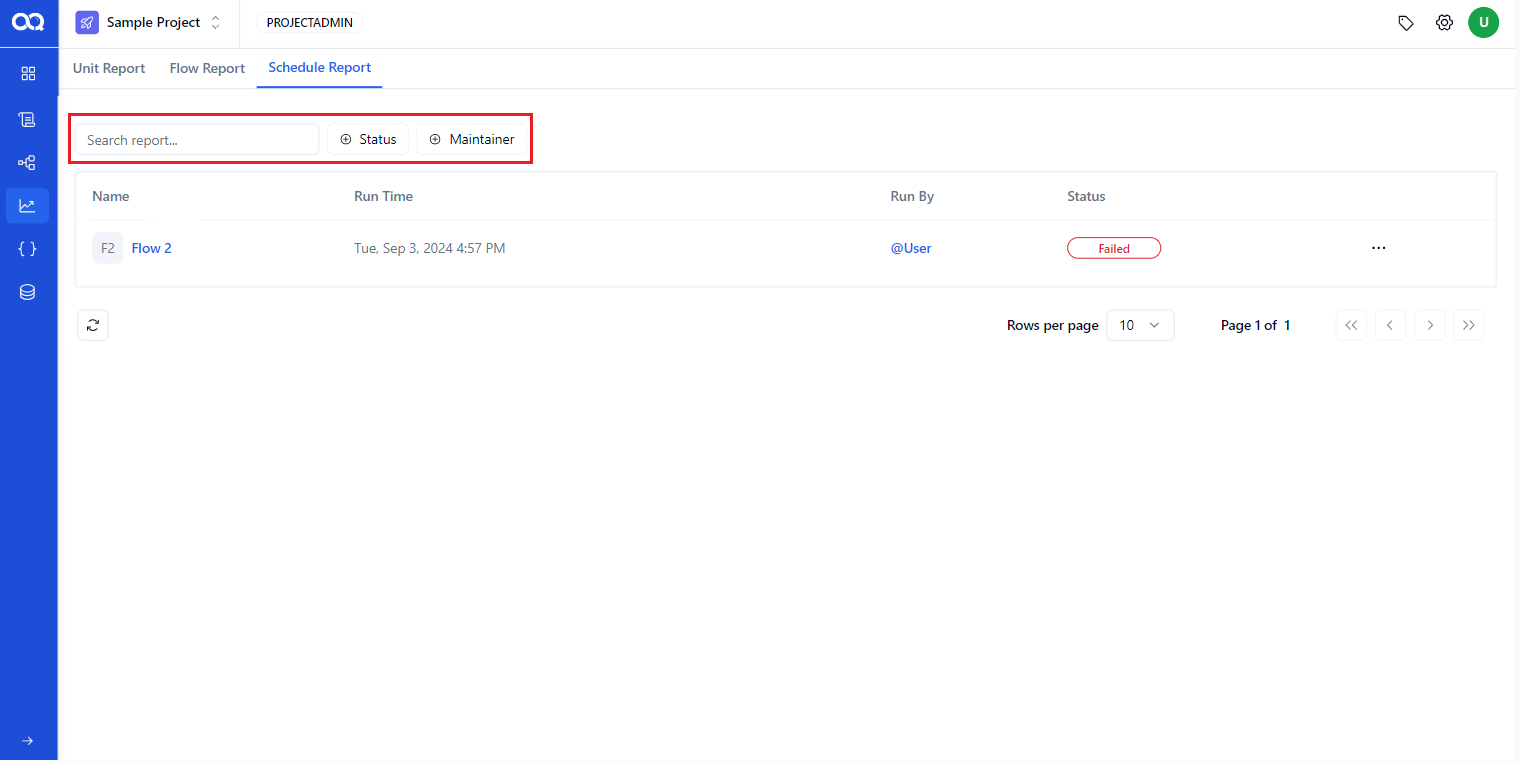 Sample Project PROJECTADMIN U
Unit Report Flow Report Schedule Report
Search report... Status Maintainer
Name Run Time Run By Status
F2 Flow 2 Tue, Sep 3, 2024 4:57 PM @User Failed ...
Rows per page 10 Page 1 of 1